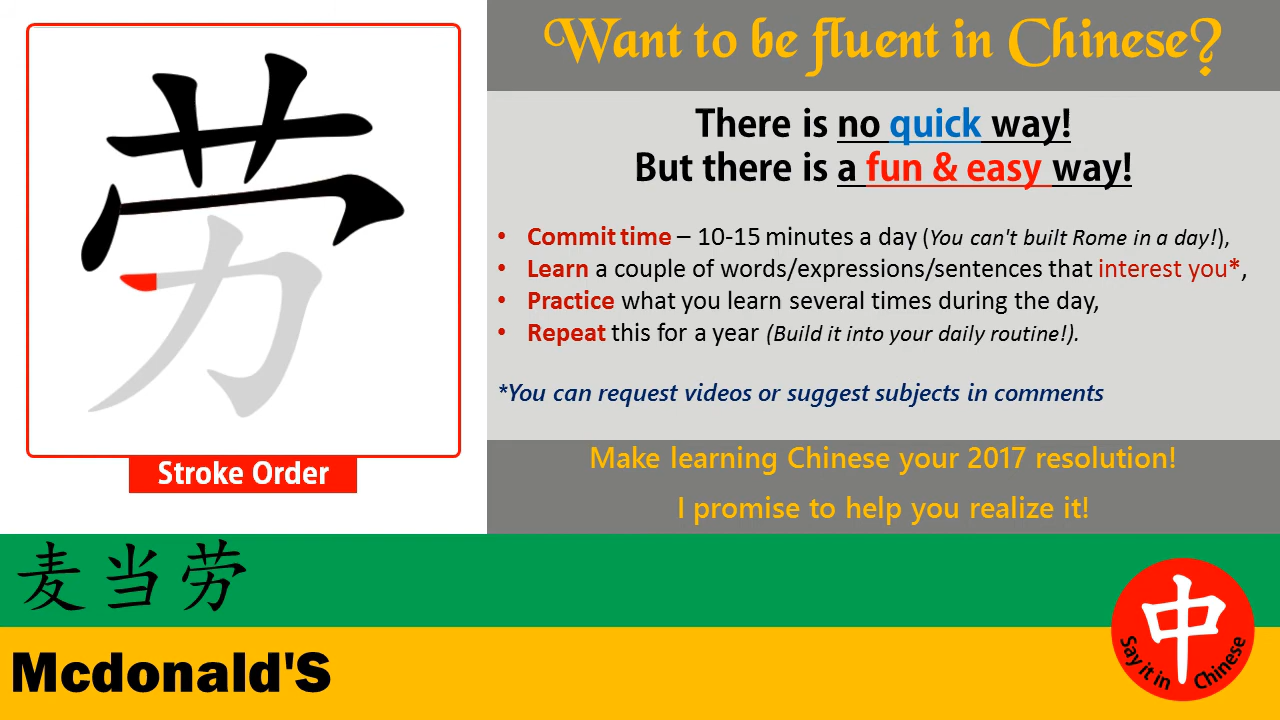 劳
Stroke Order
Want to be fluent in Chinese?
There is no quick way!
But there is a fun & easy way!
• Commit time – 10-15 minutes a day (You can't built Rome in a day!),
• Learn a couple of words/expressions/sentences that interest you*,
• Practice what you learn several times during the day,
• Repeat this for a year (Build it into your daily routine!).
*You can request videos or suggest subjects in comments
Make learning Chinese your 2017 resolution!
I promise to help you realize it!
麦当劳
Mcdonald'S
中
Say it in Chinese